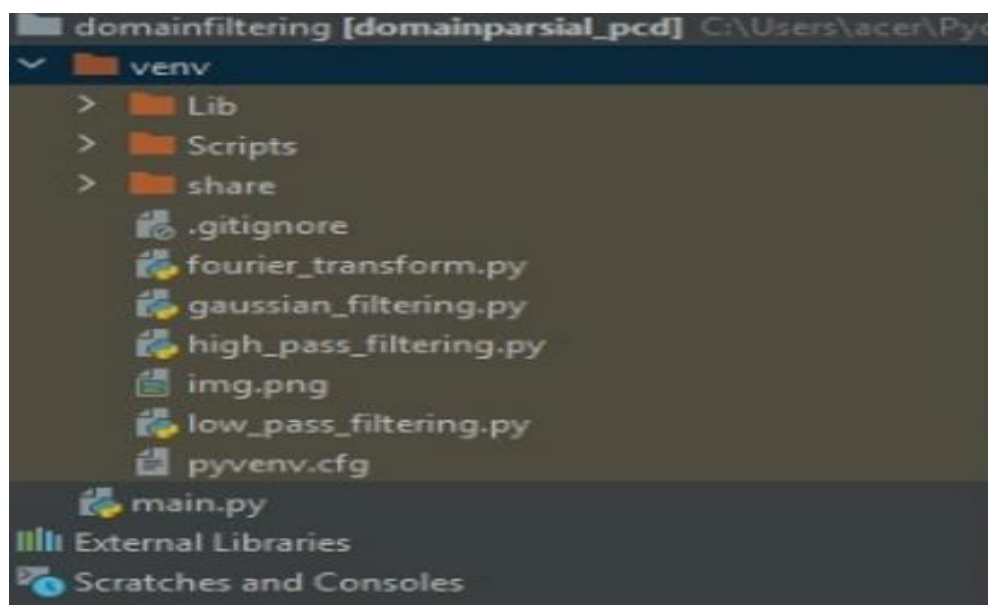 domainfiltering [domainparsial_pcd] C:\Users\acer\Pyc
venv
Lib
Scripts
share
.gitignore
fourier_transform.py
gaussian_filtering.py
high_pass_filtering.py
img.png
low_pass_filtering.py
pyvenv.cfg
main.py
External Libraries
Scratches and Consoles